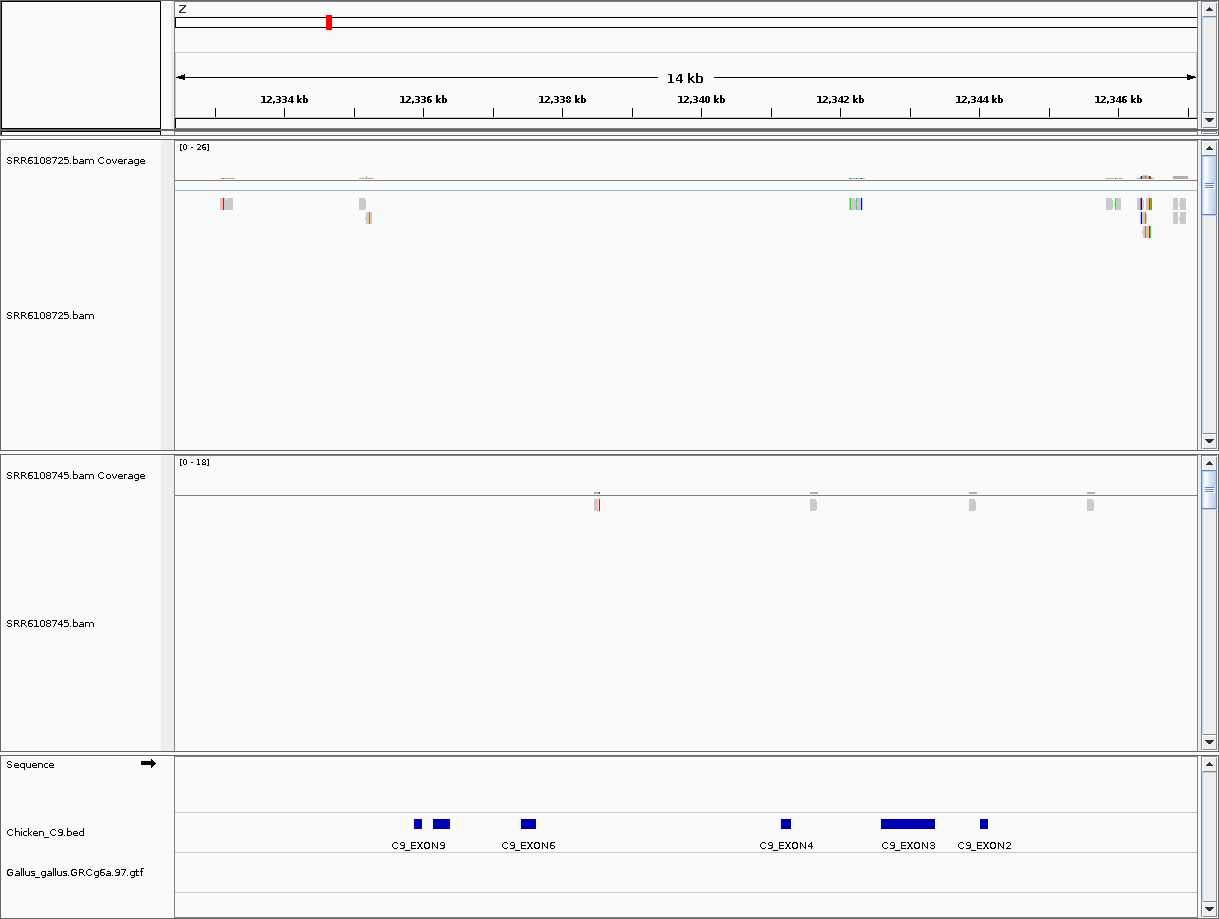 Z
14 kb
12,334 kb 12,336 kb 12,338 kb 12,340 kb 12,342 kb 12,344 kb 12,346 kb
[0 - 26]
SRR6108725.bam Coverage
SRR6108725.bam
[0 - 18]
SRR6108745.bam Coverage
SRR6108745.bam
Sequence
Chicken_C9.bed
C9_EXON9 C9_EXON6 C9_EXON4 C9_EXON3 C9_EXON2
Gallus_gallus.GRCg6a.97.gtf